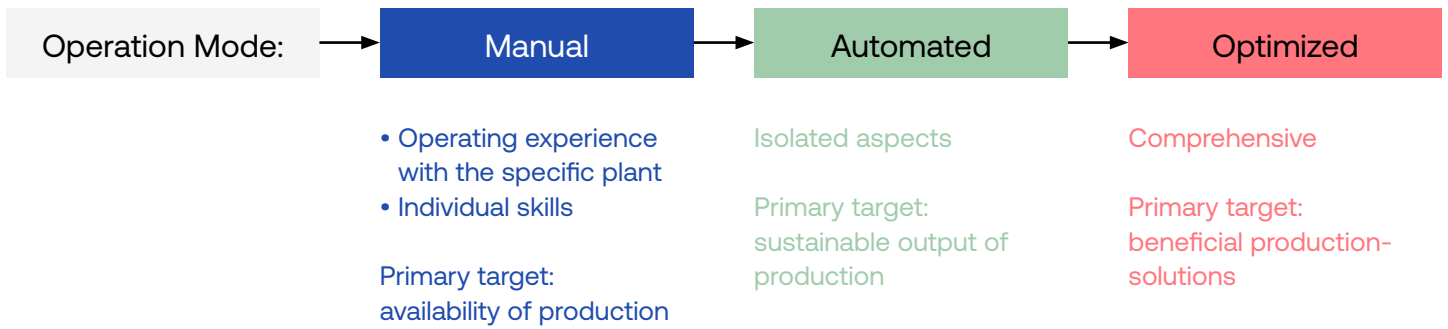 Operation Mode:
Manual
Automated
Optimized
• Operating experience
with the specific plant
• Individual skills
Primary target:
availability of production
Isolated aspects
Primary target:
sustainable output of
production
Comprehensive
Primary target:
beneficial production-
solutions